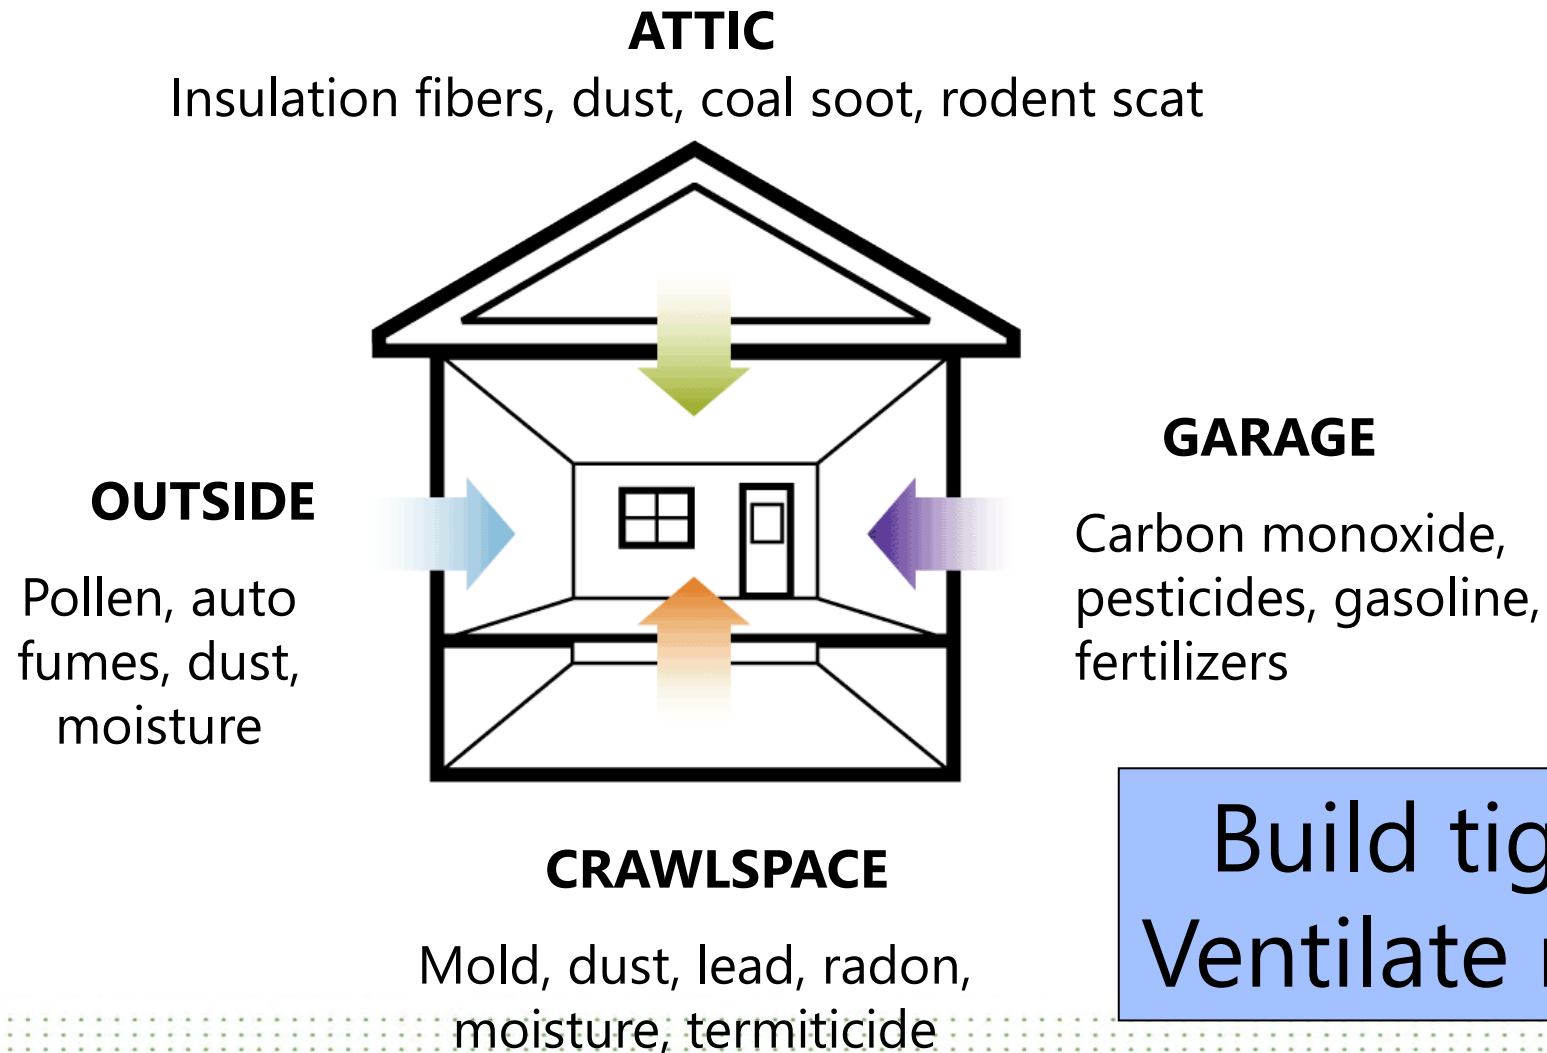 ATTIC
Insulation fibers, dust, coal soot, rodent scat
OUTSIDE
Pollen, auto
fumes, dust,
moisture
GARAGE
Carbon monoxide,
pesticides, gasoline,
fertilizers
CRAWLSPACE
Mold, dust, lead, radon,
moisture, termiticide
Build
Ventilate